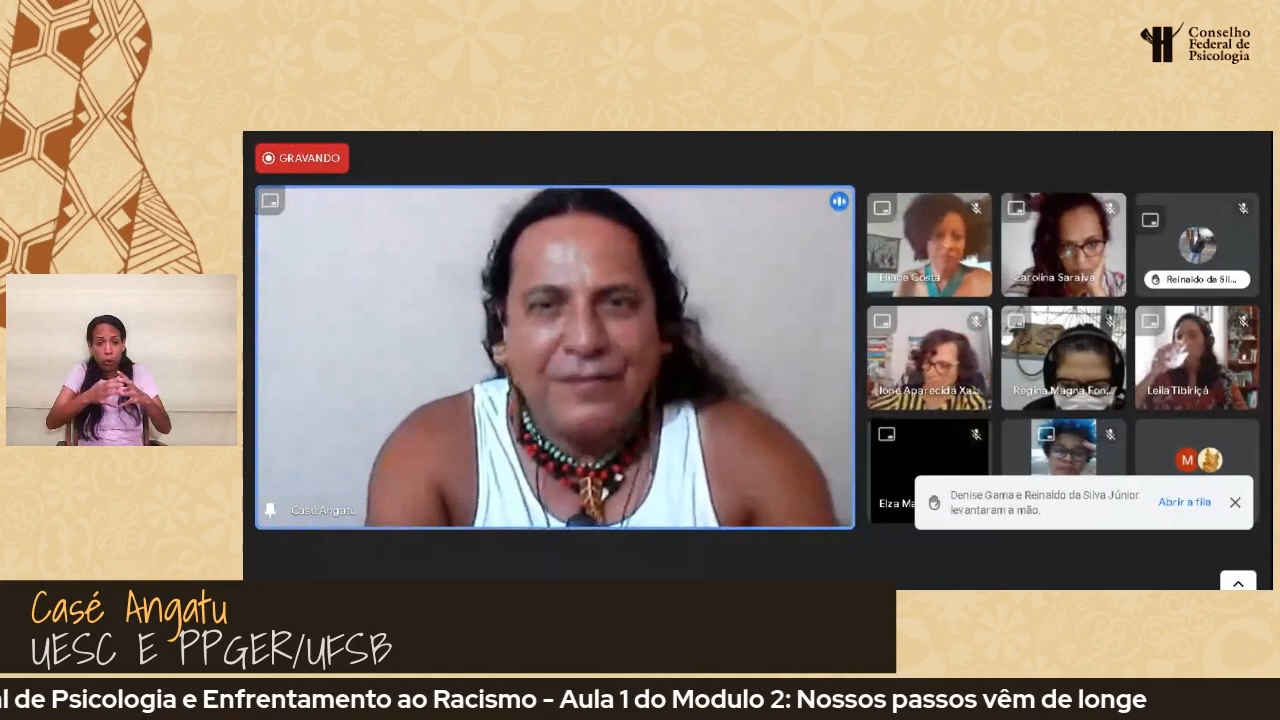 Conselho
Federal de
Psicologia
GRAVANDO
Eliane Costa
Carolina Saraiva
Reinaldo da Sil...
Ione Aparecida Xa...
Regina Magna Fon...
Leila Tibiriçá
Casé Angatu
Elza Ma
M
Denise Gama e Reinaldo da Silva Júnior
levantaram a mão.
Abrir a fila
Casé Angatu
UESC E PPGER/UFSB
al de Psicologia e Enfrentamento ao Racismo - Aula 1 do Modulo 2: Nossos passos vêm de longe